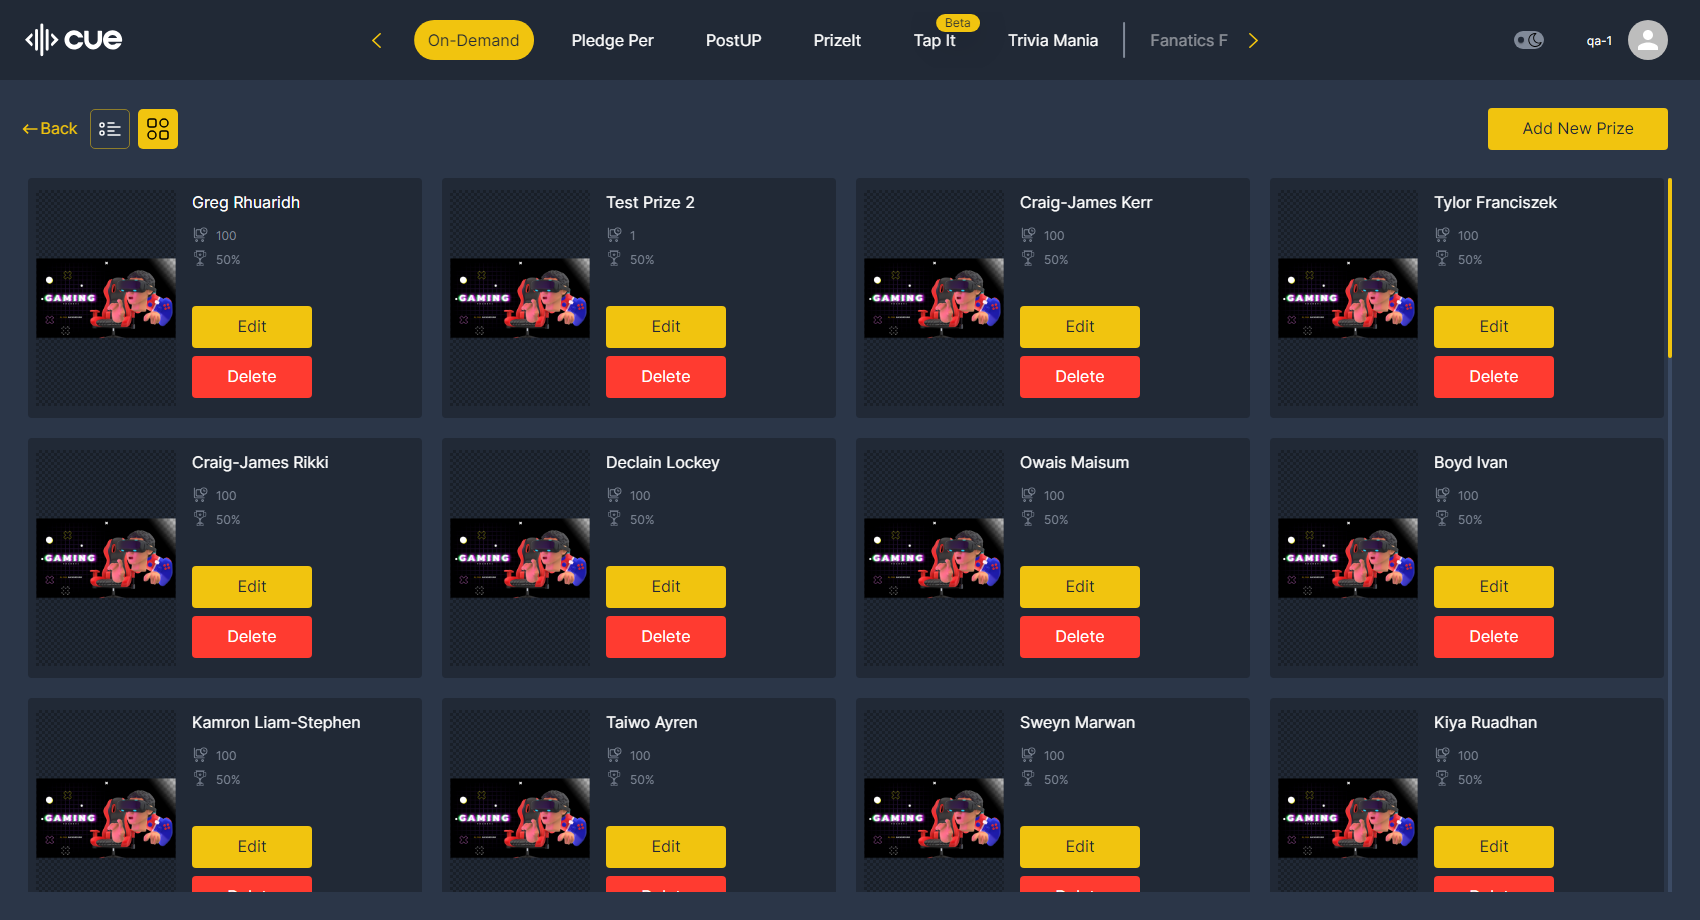 cue
On-Demand
Pledge Per
PostUP
PrizeIt
Beta
Tap It
Trivia Mania
Fanatics F
qa-1
Back
Add New Prize
Greg Rhuaridh
100
50%
GAMING
Edit
Delete
Test Prize 2
1
50%
GAMING
Edit
Delete
Craig-James Kerr
100
50%
GAMING
Edit
Delete
Tylor Franciszek
100
50%
GAMING
Edit
Delete
Craig-James Rikki
100
50%
GAMING
Edit
Delete
Declain Lockey
100
50%
GAMING
Edit
Delete
Owais Maisum
100
50%
GAMING
Edit
Delete
Boyd Ivan
100
50%
GAMING
Edit
Delete
Kamron Liam-Stephen
100
50%
GAMING
Edit
Taiwo Ayren
100
50%
GAMING
Edit
Sweyn Marwan
100
50%
GAMING
Edit
Kiya Ruadhan
100
50%
GAMING
Edit